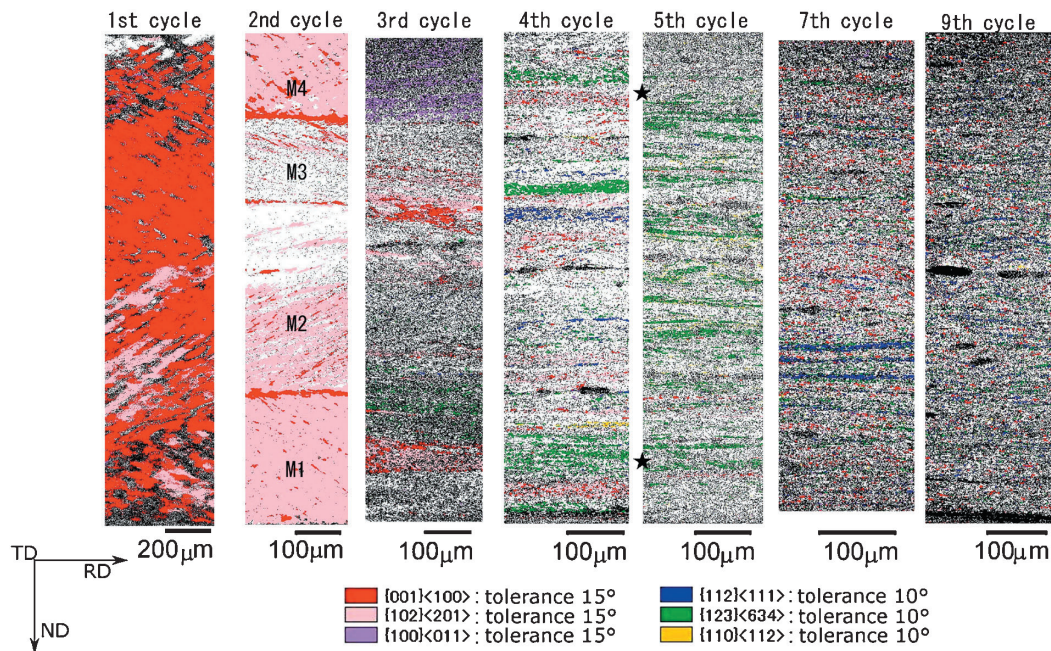 1st cycle 2nd cycle 3rd cycle 4th cycle 5th cycle 7th cycle 9th cycle
M4
M3
M2
M1
200μm 100μm 100μm 100μm 100μm 100μm 100μm
TD
RD
ND
{001}<100> : tolerance 15°
{102}<201> : tolerance 15°
{100}<011> : tolerance 15°
{112}<111> : tolerance 10°
{123}<634> : tolerance 10°
{110}<112> : tolerance 10°